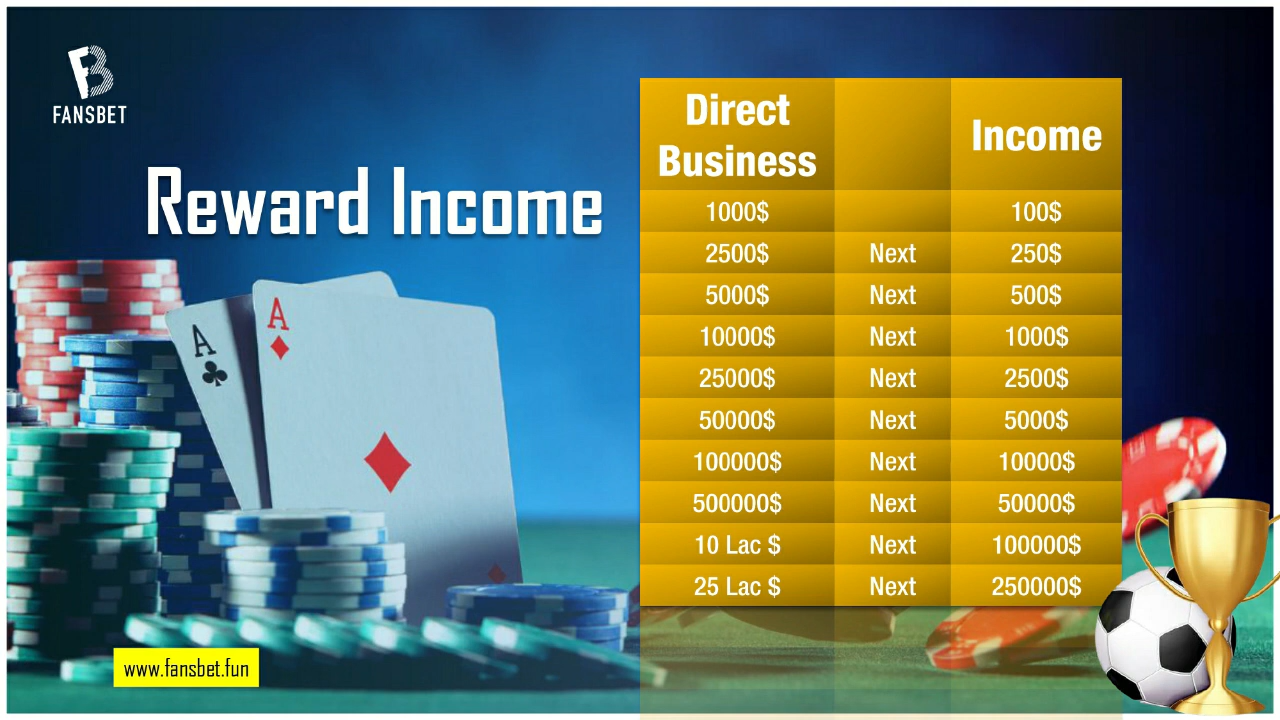 FANSBET
Reward Income
Direct
Business
Income
1000$ 100$
2500$ Next 250$
5000$ Next 500$
10000$ Next 1000$
25000$ Next 2500$
50000$ Next 5000$
100000$ Next 10000$
500000$ Next 50000$
10 Lac $ Next 100000$
25 Lac $ Next 250000$
A
A
www.fansbet.fun